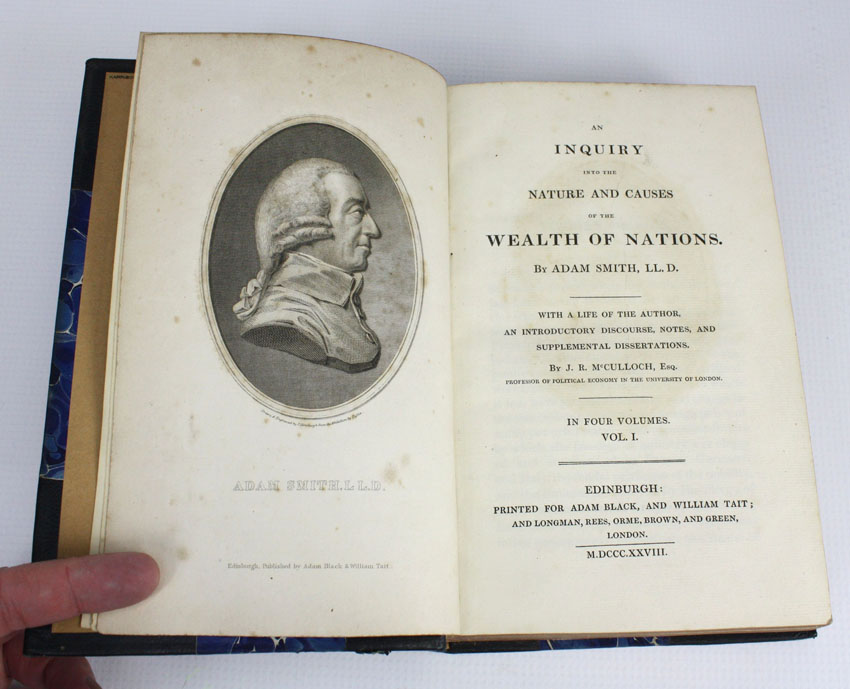 ADAM SMITH, L L.D.
Edinburgh, Published by Adam Black & William Tait.
AN
INQUIRY
INTO THE
NATURE AND CAUSES
OF THE
WEALTH OF NATIONS.
By ADAM SMITH, LL. D.
WITH A LIFE OF THE AUTHOR,
AN INTRODUCTORY DISCOURSE, NOTES, AND
SUPPLEMENTAL DISSERTATIONS.
By J. R. McCULLOCH, Esq.
PROFESSOR OF POLITICAL ECONOMY IN THE UNIVERSITY OF LONDON.
IN FOUR VOLUMES.
VOL. I.
EDINBURGH:
PRINTED FOR ADAM BLACK, AND WILLIAM TAIT;
AND LONGMAN, REES, ORME, BROWN, AND GREEN,
LONDON.
M.DCCC.XXVIII.